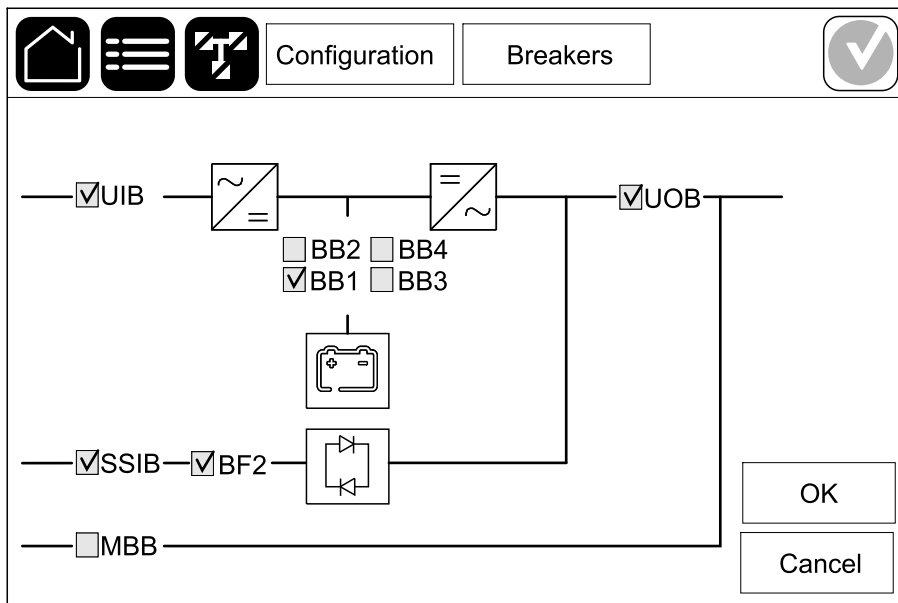 Configuration
Breakers
UIB
UOB
BB2 BB4
BB1 BB3
SSIB BF2
MBB
OK
Cancel